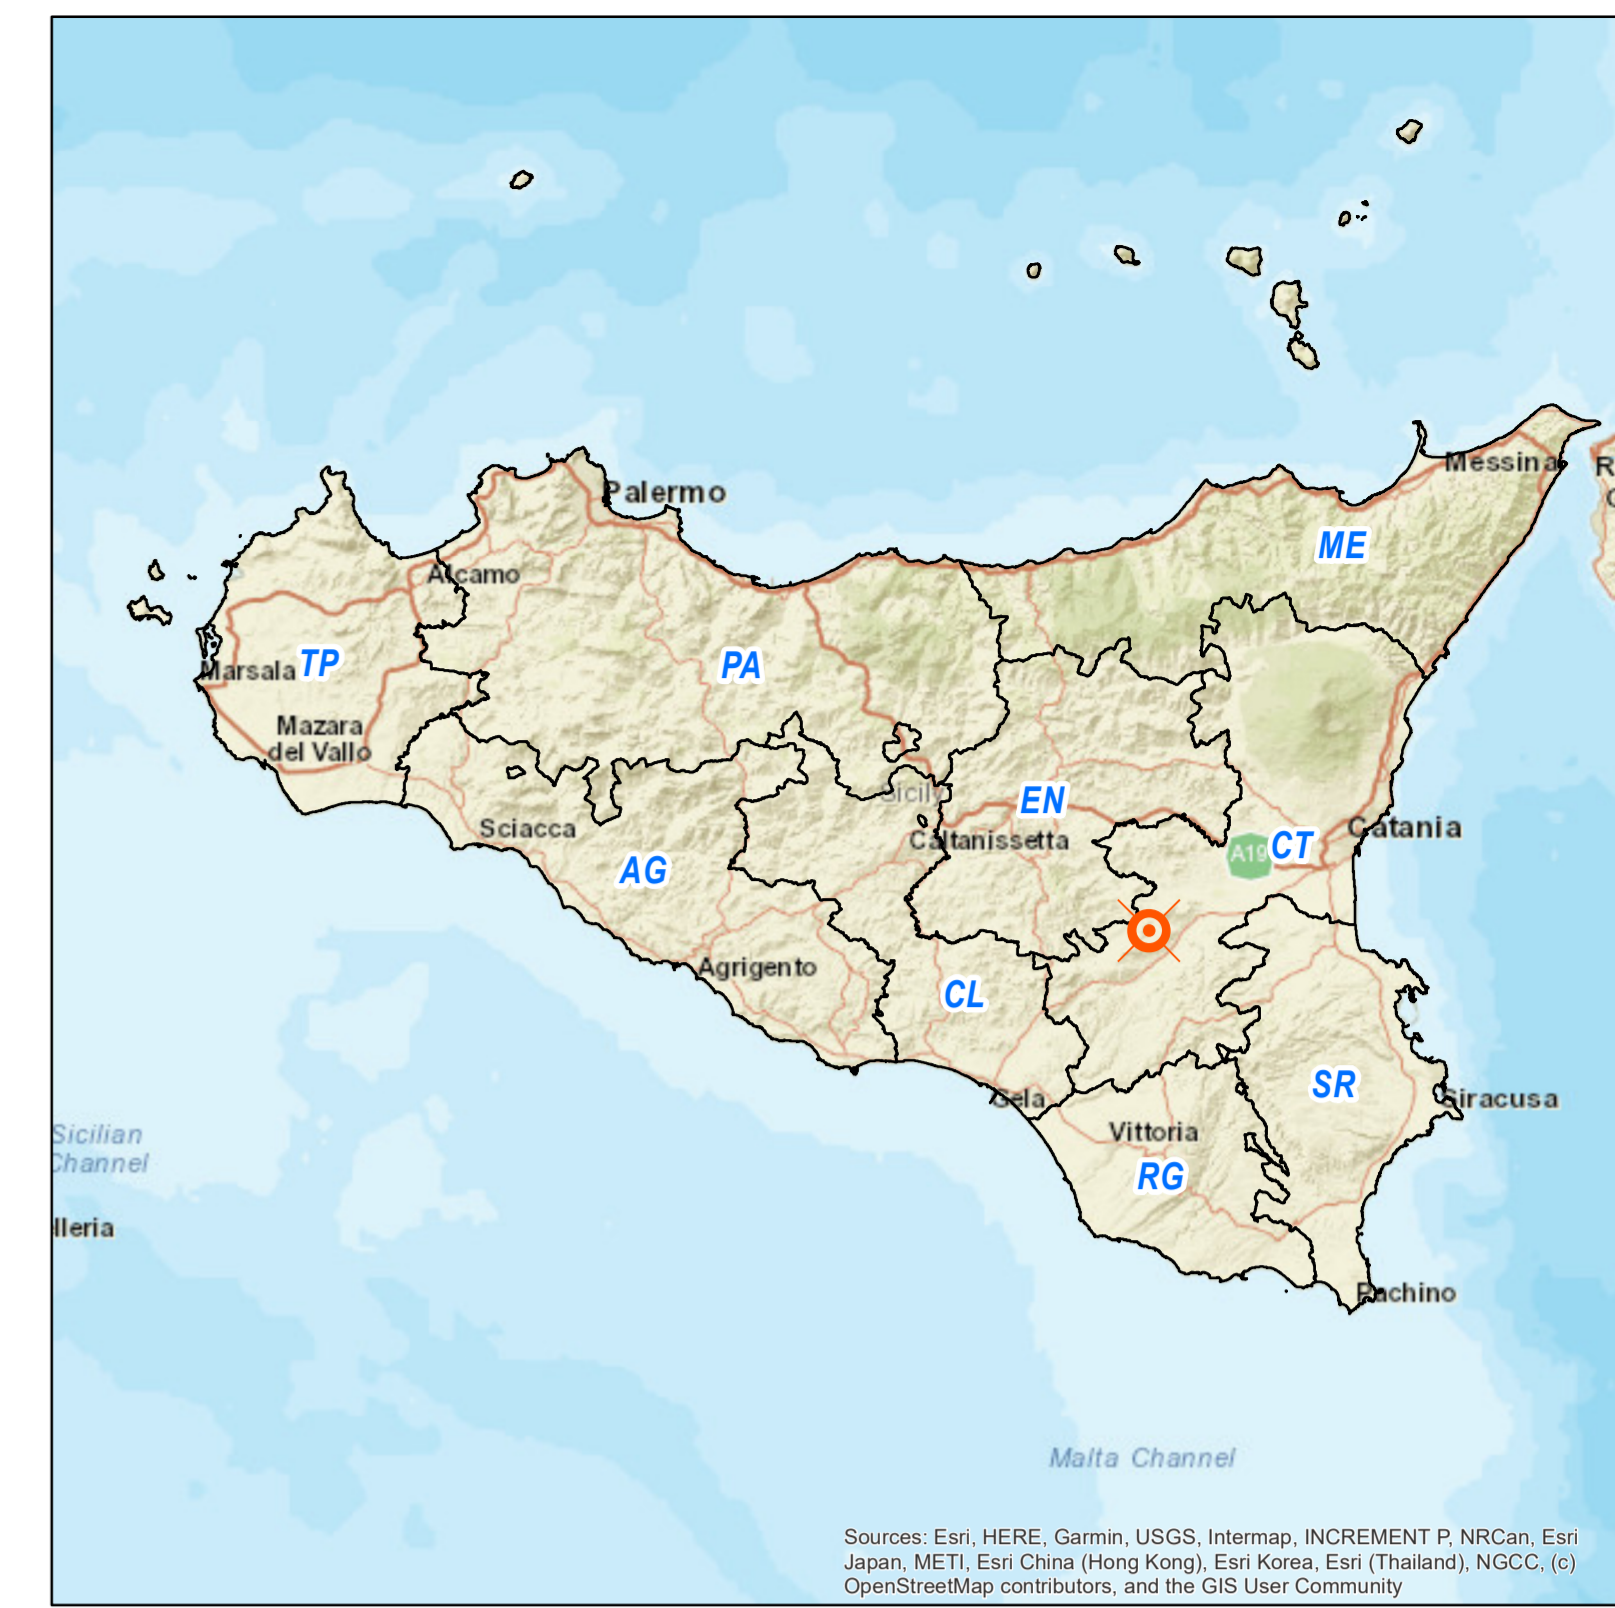 Messina
R
C
Palermo
ME
Alcamo
Marsala
TP
PA
Mazara
del Vallo
Sicily
EN
Sciacca
Caltanissetta
Catania
A19
CT
AG
Agrigento
CL
Gela
SR
Siracusa
Vittoria
Sicilian
Channel
RG
lleria
Pachino
Malta Channel
Sources: Esri, HERE, Garmin, USGS, Intermap, INCREMENT P, NRCan, Esri
Japan, METI, Esri China (Hong Kong), Esri Korea, Esri (Thailand), NGCC, (c)
OpenStreetMap contributors, and the GIS User Community